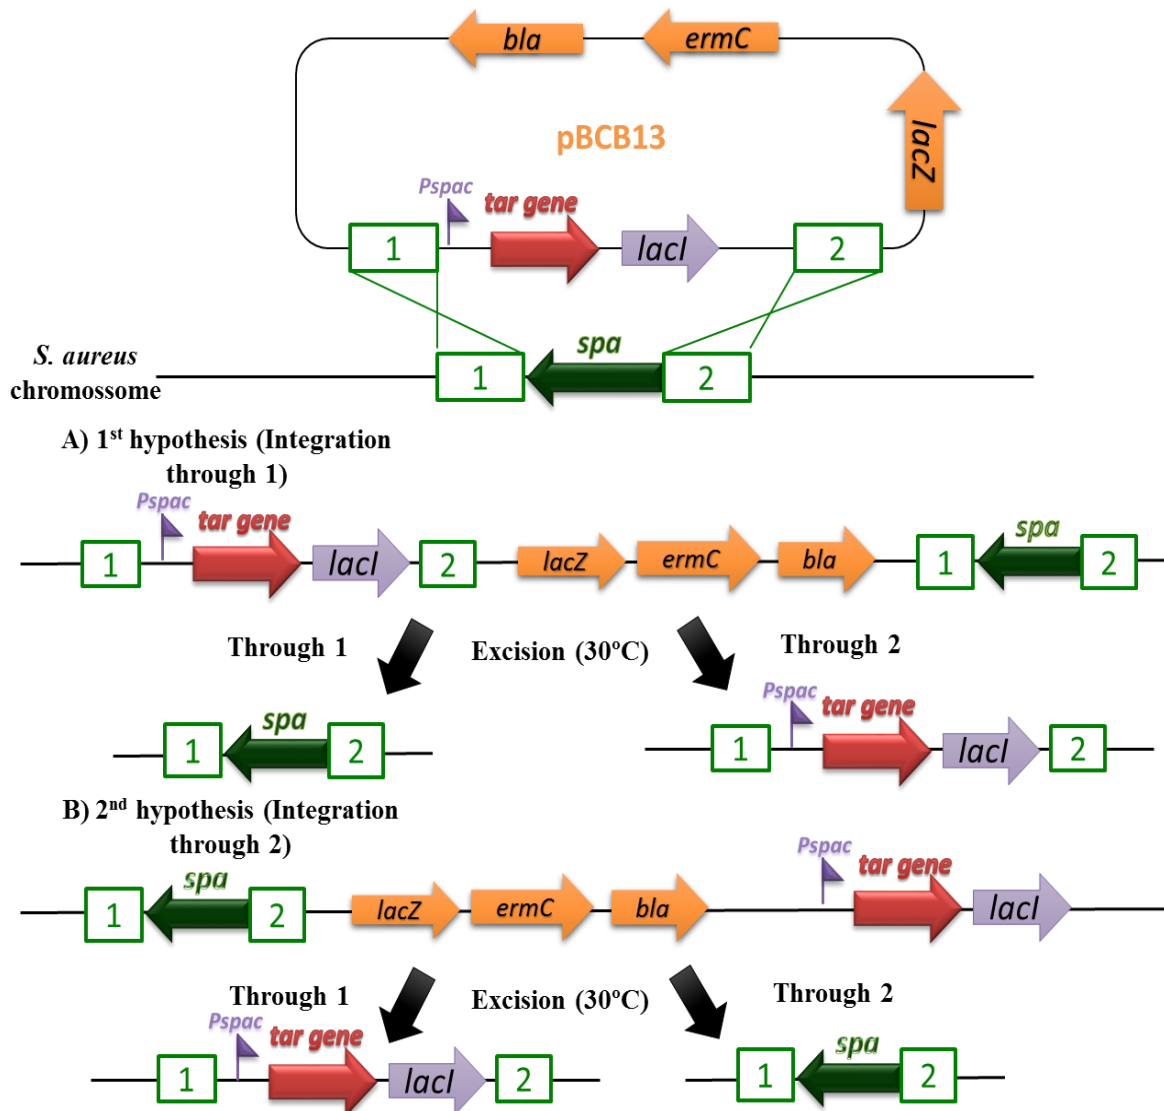 bla ermC
lacZ
pBCB13
Pspac
tar gene
1 lacI 2
S. aureus
chromossome
spa
1 2
A) 1st hypothesis (Integration
through 1)
Pspac
tar gene
spa
1 lacI 2 lacZ ermC bla 1 2
Through 1 Excision (30ºC) Through 2
spa
1 2
Pspac
tar gene
1 lacI 2
B) 2nd hypothesis (Integration
through 2)
spa
1 2 lacZ ermC bla
Pspac
tar gene
lacI
Through 1 Excision (30ºC) Through 2
Pspac
tar gene
1 lacI 2
spa
1 2